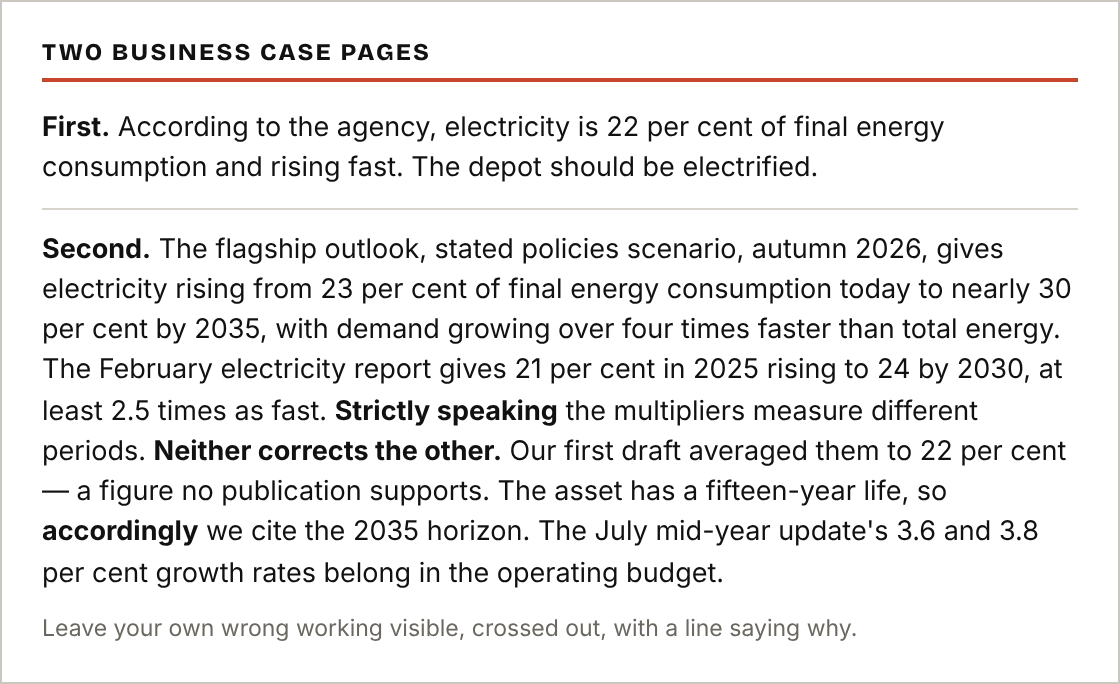 TWO BUSINESS CASE PAGES
First. According to the agency, electricity is 22 per cent of final energy
consumption and rising fast. The depot should be electrified.
Second. The flagship outlook, stated policies scenario, autumn 2026, gives
electricity rising from 23 per cent of final energy consumption today to nearly 30
per cent by 2035, with demand growing over four times faster than total energy.
The February electricity report gives 21 per cent in 2025 rising to 24 by 2030, at
least 2.5 times as fast. Strictly speaking the multipliers measure different
periods. Neither corrects the other. Our first draft averaged them to 22 per cent
— a figure no publication supports. The asset has a fifteen-year life, so
accordingly we cite the 2035 horizon. The July mid-year update's 3.6 and 3.8
per cent growth rates belong in the operating budget.
Leave your own wrong working visible, crossed out, with a line saying why.